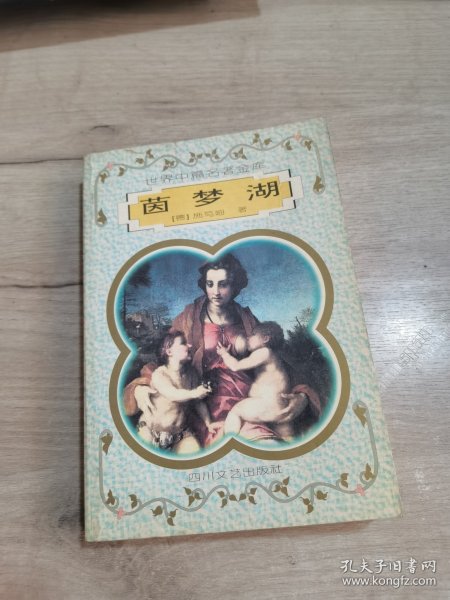 世界中篇名著金库
茵梦湖
[德]施笃姆 著
四川文艺出版社
孔夫子旧书网
www.kongfz.com